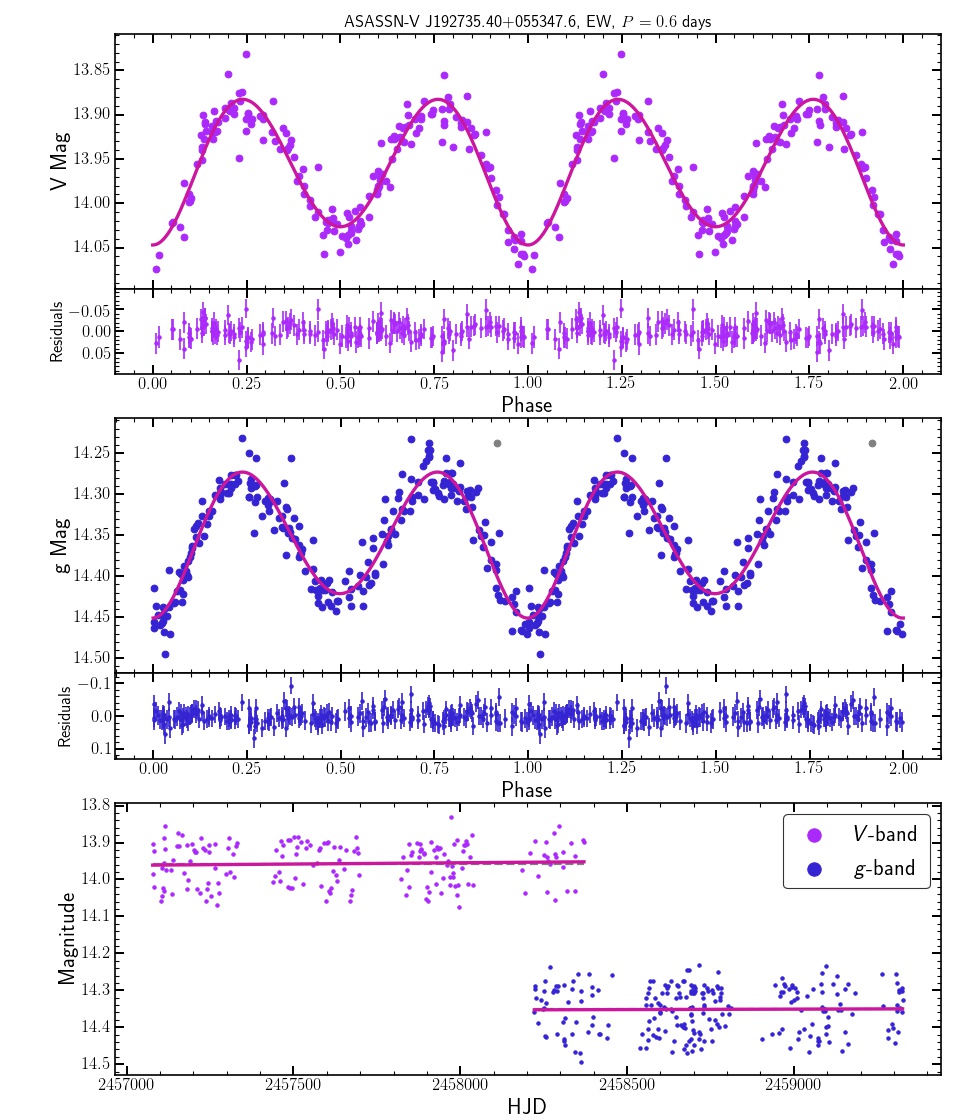 ASASSN-V J192735.40+055347.6, EW, P = 0.6 days
V Mag
13.85
13.90
13.95
14.00
14.05
Residuals
−0.05
0.00
0.05
0.00 0.25 0.50 0.75 1.00 1.25 1.50 1.75 2.00
Phase
g Mag
14.25
14.30
14.35
14.40
14.45
14.50
Residuals
−0.1
0.0
0.1
0.00 0.25 0.50 0.75 1.00 1.25 1.50 1.75 2.00
Phase
Magnitude
13.8
13.9
14.0
14.1
14.2
14.3
14.4
14.5
V-band
g-band
2457000 2457500 2458000 2458500 2459000
HJD